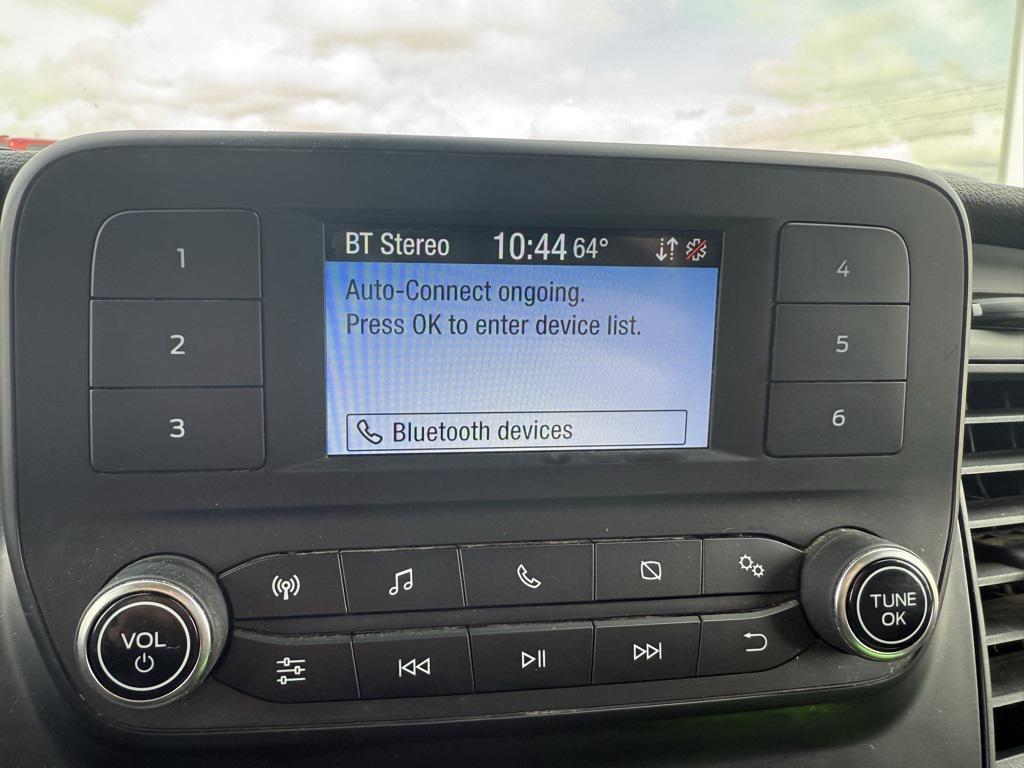 BT Stereo 10:44 64°
Auto-Connect ongoing.
Press OK to enter device list.
Bluetooth devices
1
2
3
4
5
6
VOL
TUNE
OK